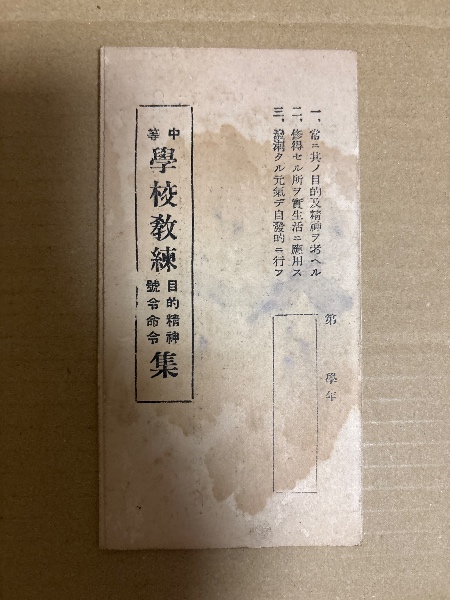 一、常ニ其ノ目的及精神ヲ考ヘル
二、修得セル所ヲ實生活ニ應用ス
三、溌溂タル元氣デ自發的ニ行フ
第 學年
中等學校教練目的精神號令命令集